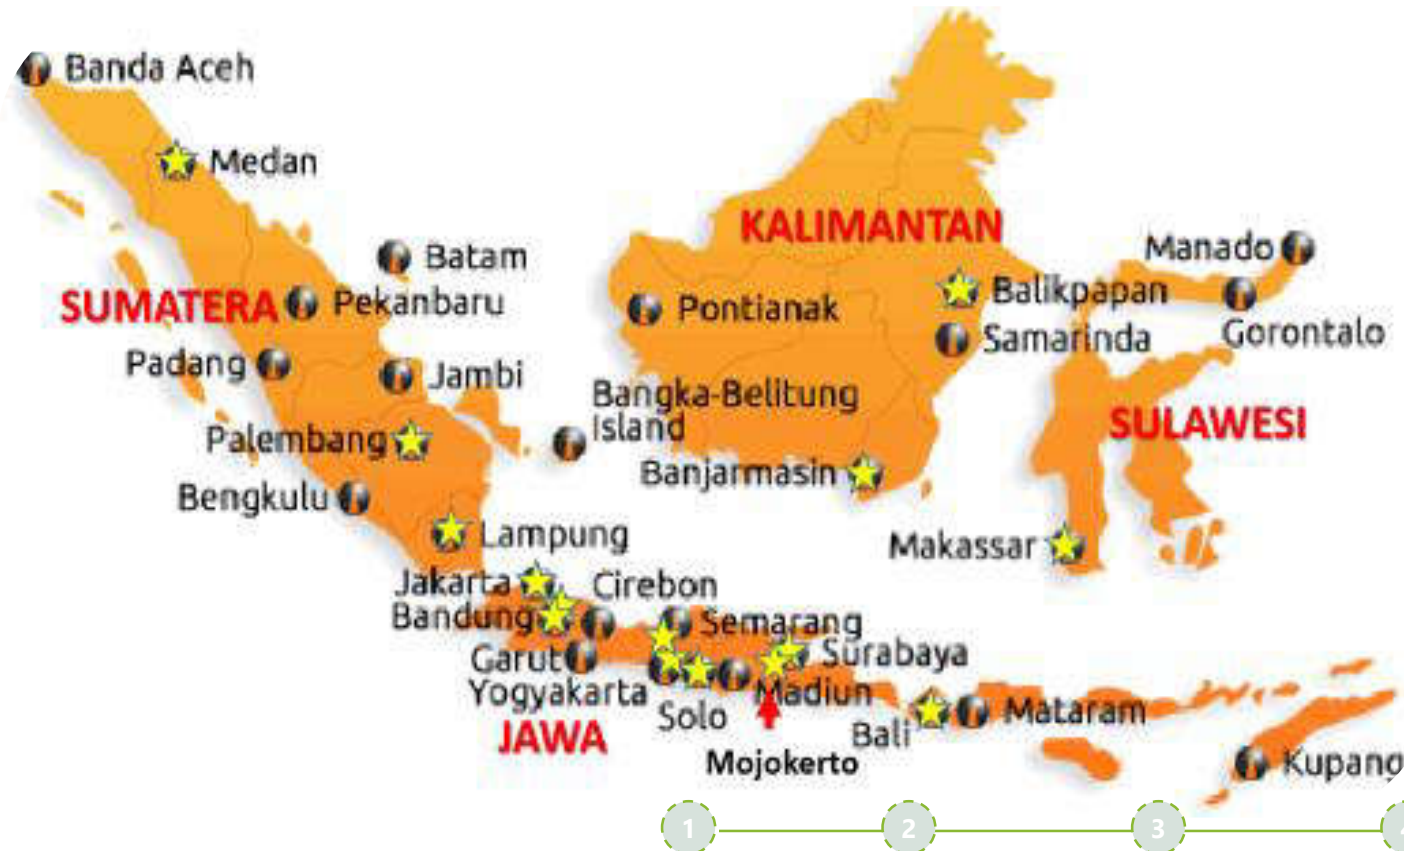 Banda Aceh
Medan
Batam
KALIMANTAN
Manado
SUMATERA
Pekanbaru
Pontianak
Balikpapan
Gorontalo
Padang
Jambi
Samarinda
Bangka-Belitung
Island
SULAWESI
Palembang
Banjarmasin
Bengkulu
Lampung
Makassar
Jakarta
Cirebon
Bandung
Semarang
Garut
Surabaya
Yogyakarta
Madiun
Solo
JAWA
Bali
Mataram
Mojokerto
Kupang
1
2
3